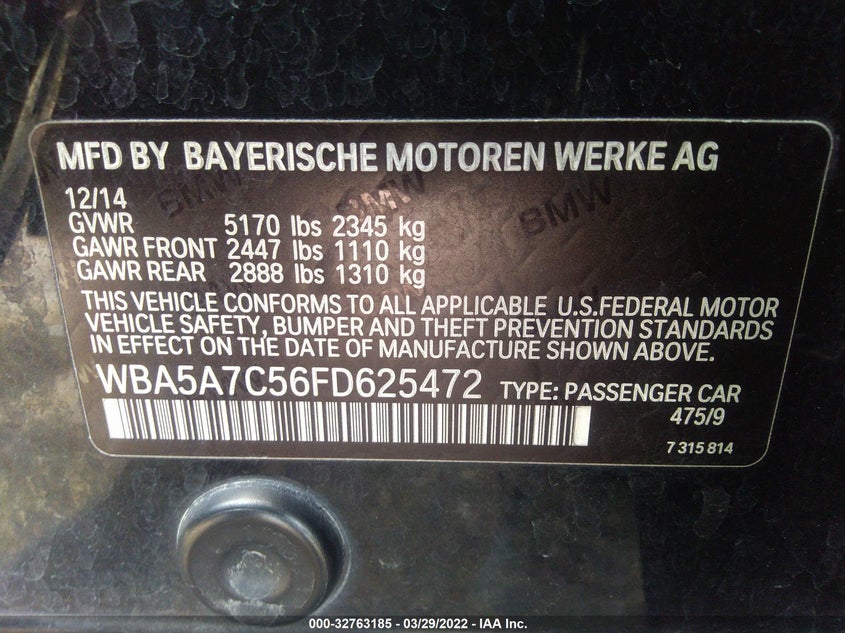 MFD BY BAYERISCHE MOTOREN WERKE AG
12/14
GVWR 5170 lbs 2345 kg
GAWR FRONT 2447 lbs 1110 kg
GAWR REAR 2888 lbs 1310 kg
THIS VEHICLE CONFORMS TO ALL APPLICABLE U.S.FEDERAL MOTOR
VEHICLE SAFETY, BUMPER AND THEFT PREVENTION STANDARDS
IN EFFECT ON THE DATE OF MANUFACTURE SHOWN ABOVE.
WBA5A7C56FD625472 TYPE: PASSENGER CAR
475/9
7 315 814
BMW
BMW
BMW
000-32763185 - 03/29/2022 - IAA Inc.